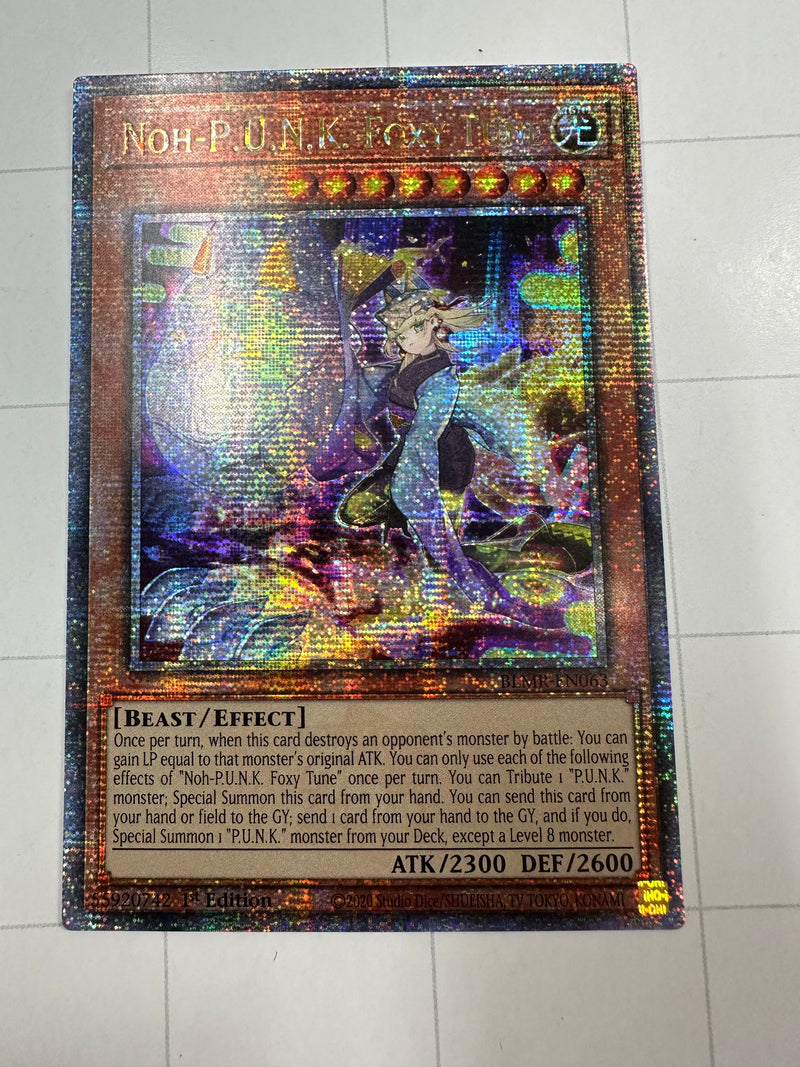 NOH-P.U.N.K. FOXY TUNE
LIGHT
光
BLMR-EN063
[BEAST/EFFECT]
Once per turn, when this card destroys an opponent's monster by battle: You can
gain LP equal to that monster's original ATK. You can only use each of the following
effects of "Noh-P.U.N.K. Foxy Tune" once per turn. You can Tribute 1 "P.U.N.K."
monster; Special Summon this card from your hand. You can send this card from
your hand or field to the GY; send 1 card from your hand to the GY, and if you do,
Special Summon 1 "P.U.N.K." monster from your Deck, except a Level 8 monster.
ATK/2300 DEF/2600
55920742 1st Edition ©2020 Studio Dice/SHUEISHA, TV TOKYO, KONAMI